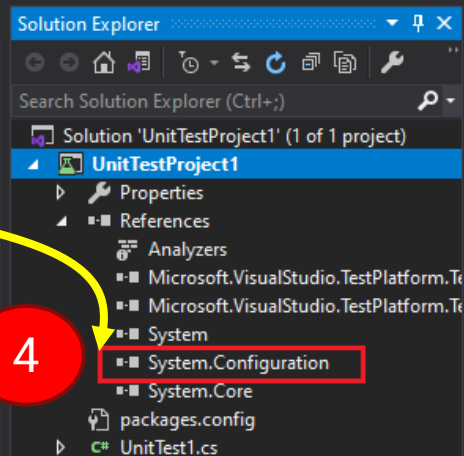 Solution Explorer
Search Solution Explorer (Ctrl+;)
Solution 'UnitTestProject1' (1 of 1 project)
UnitTestProject1
Properties
References
Analyzers
Microsoft.VisualStudio.TestPlatform.Te
Microsoft.VisualStudio.TestPlatform.Te
System
4
System.Configuration
System.Core
packages.config
C# UnitTest1.cs